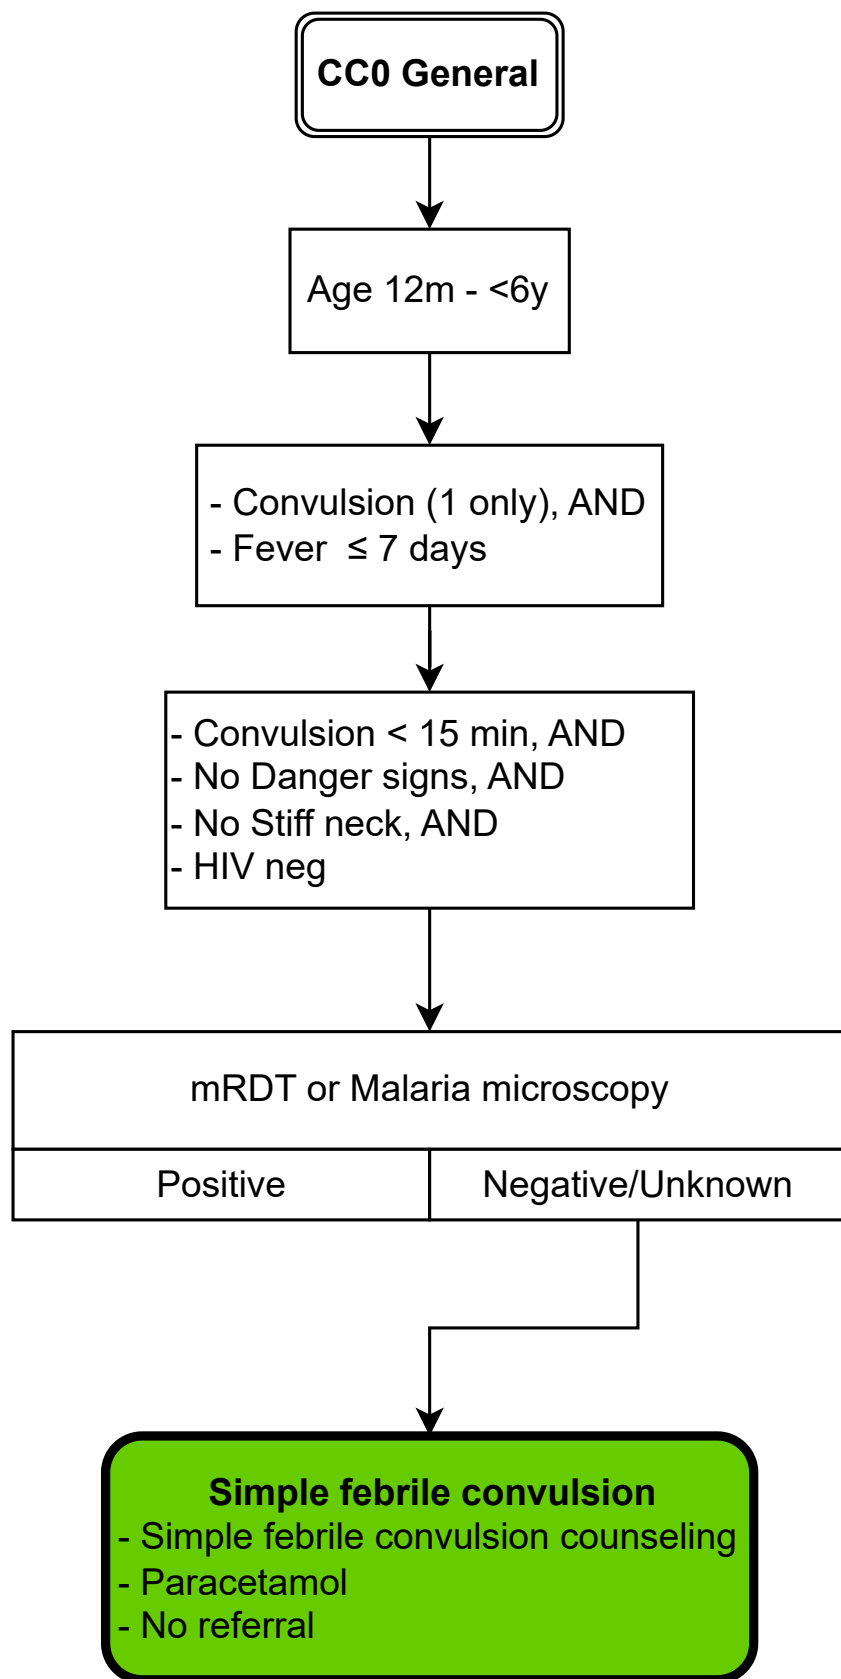 CC0 General
Age 12m - <6y
- Convulsion (1 only), AND
- Fever ≤ 7 days
- Convulsion < 15 min, AND
- No Danger signs, AND
- No Stiff neck, AND
- HIV neg
mRDT or Malaria microscopy
Positive
Negative/Unknown
Simple febrile convulsion
- Simple febrile convulsion counseling
- Paracetamol
- No referral